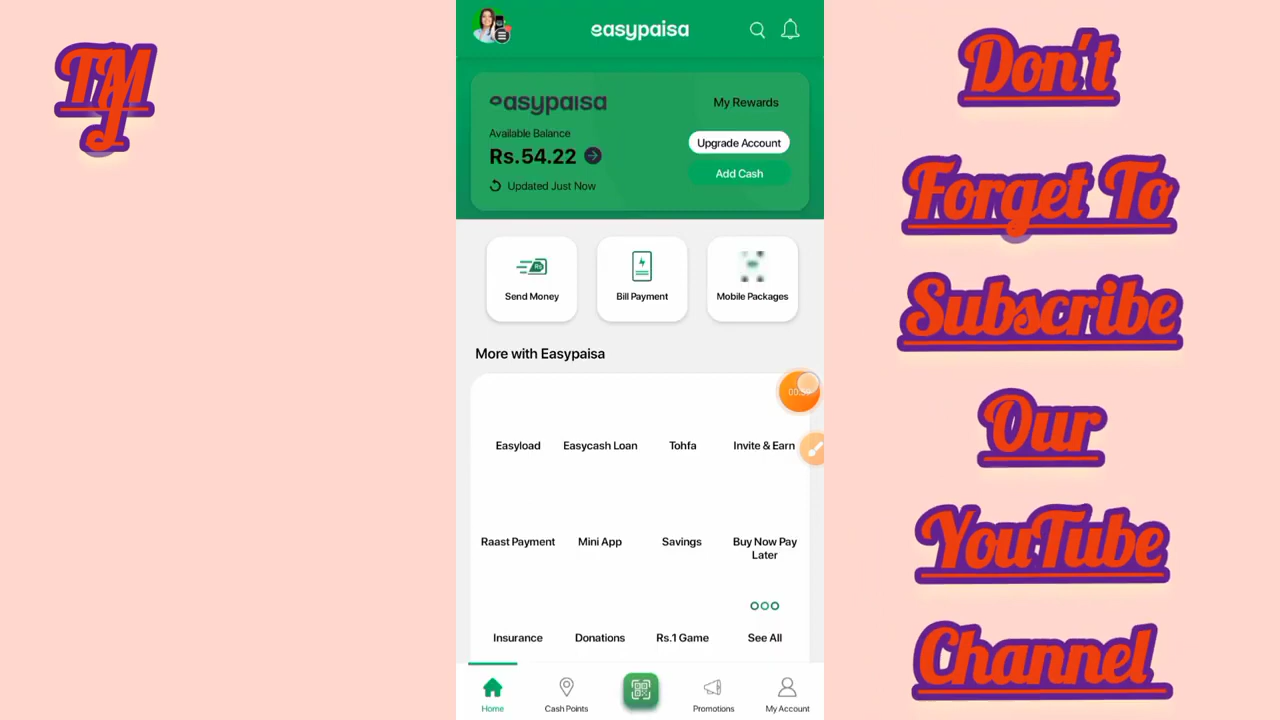 TM
J
Don't
Forget To
Subscribe
Our
YouTube
Channel
easypaisa
easypaisa
My Rewards
Available Balance
Rs.54.22
Upgrade Account
Updated Just Now
Add Cash
Send Money
Bill Payment
Mobile Packages
More with Easypaisa
Easyload
Easycash Loan
Tohfa
Invite & Earn
Raast Payment
Mini App
Savings
Buy Now Pay
Later
Insurance
Donations
Rs.1 Game
See All
Home
Cash Points
Promotions
My Account